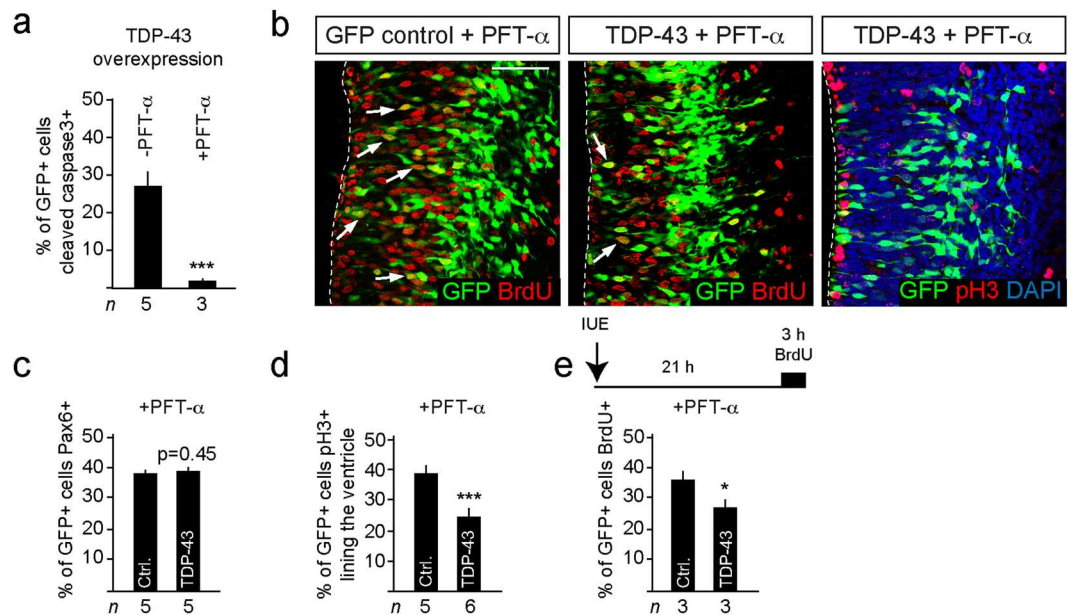 a
TDP-43
overexpression
% of GFP+ cells
cleaved caspase3+
50
40
30
20
10
-PFT-α
+PFT-α
***
n 5 3
b
GFP control + PFT-α
TDP-43 + PFT-α
TDP-43 + PFT-α
GFP BrdU
GFP BrdU
GFP pH3 DAPI
c
+PFT-α
% of GFP+ cells Pax6+
50
40
30
20
10
p=0.45
Ctrl.
TDP-43
n 5 5
d
+PFT-α
% of GFP+ cells pH3+
lining the ventricle
50
40
30
20
10
***
Ctrl.
TDP-43
n 5 6
e
IUE
21 h
3 h
BrdU
+PFT-α
% of GFP+ cells BrdU+
50
40
30
20
10
*
Ctrl.
TDP-43
n 3 3